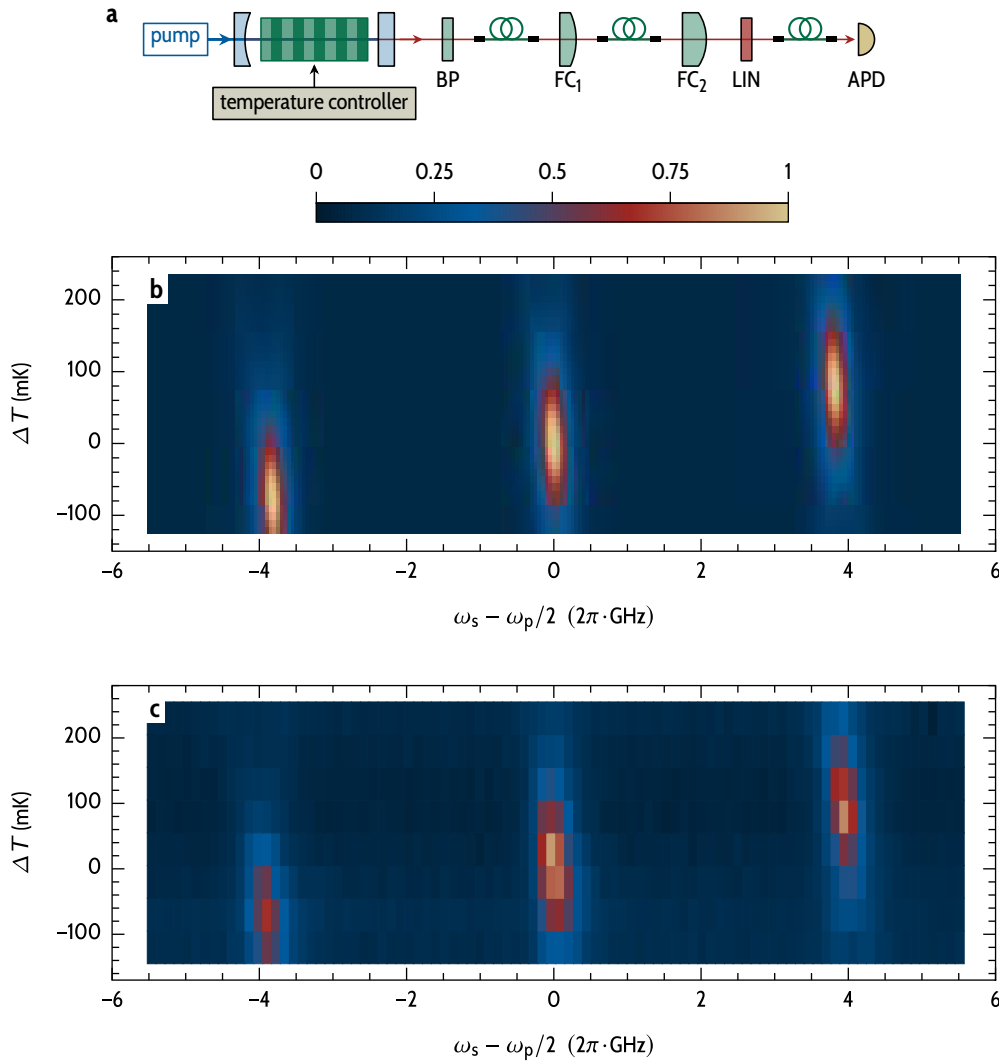 a
pump
temperature controller
BP
FC₁
FC₂
LIN
APD
0 0.25 0.5 0.75 1
b
200
100
0
−100
Δ T (mK)
−6 −4 −2 0 2 4 6
ωₛ − ωₚ/2 (2π·GHz)
c
200
100
0
−100
Δ T (mK)
−6 −4 −2 0 2 4 6
ωₛ − ωₚ/2 (2π·GHz)